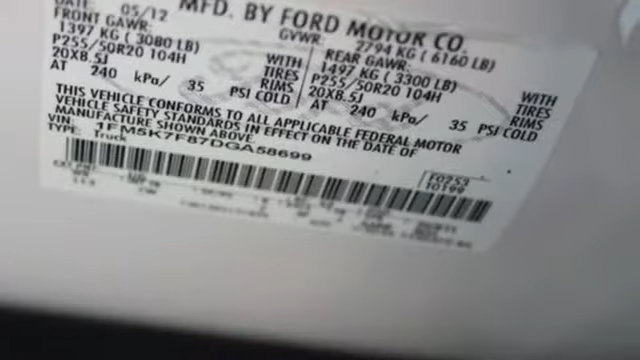 DATE 05/12 MFD. BY FORD MOTOR CO.
FRONT GAWR: GVWR: 2794 KG ( 6160 LB)
1397 KG ( 3080 LB) REAR GAWR:
P255/50R20 104H WITH 1497 KG ( 3300 LB) WITH
20X8.5J TIRES P255/50R20 104H TIRES
RIMS 20X8.5J RIMS
AT 240 kPa/ 35 PSI COLD AT 240 kPa/ 35 PSI COLD
THIS VEHICLE CONFORMS TO ALL APPLICABLE FEDERAL MOTOR
VEHICLE SAFETY STANDARDS IN EFFECT ON THE DATE OF
MANUFACTURE SHOWN ABOVE.
VIN: 1FM5K7F87DGA58699
TYPE: Truck
F0253
10199